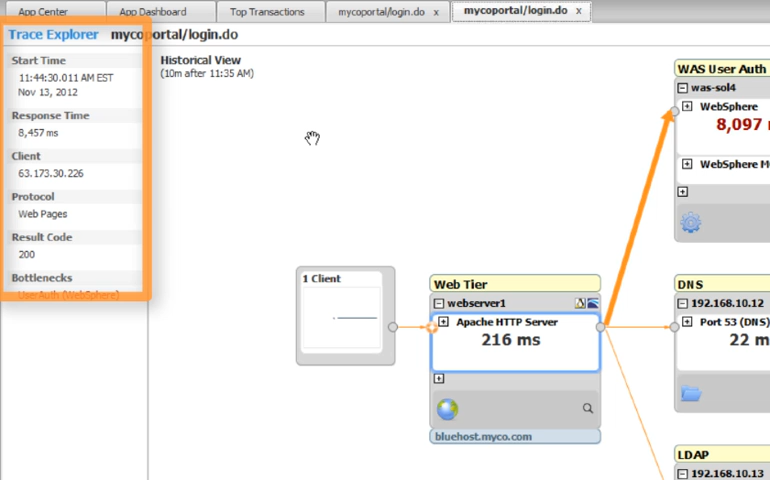 App Center
App Dashboard
Top Transactions
mycoportal/login.do x
mycoportal/login.do x
Trace Explorer mycoportal/login.do
Start Time
11:44:30.011 AM EST
Nov 13, 2012
Response Time
8,457 ms
Client
63.173.30.226
Protocol
Web Pages
Result Code
200
Bottlenecks
UserAuth (WebSphere)
Historical View
(10m after 11:35 AM)
1 Client
Web Tier
webserver1
Apache HTTP Server
216 ms
bluehost.myco.com
WAS User Auth
was-sol4
WebSphere
8,097
WebSphere M
DNS
192.168.10.12
Port 53 (DNS)
22 m
LDAP
192.168.10.13